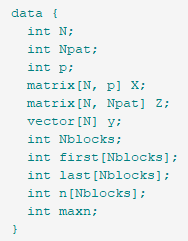 data {
  int N;
  int Npat;
  int p;
  matrix[N, p] X;
  matrix[N, Npat] Z;
  vector[N] y;
  int Nblocks;
  int first[Nblocks];
  int last[Nblocks];
  int n[Nblocks];
  int maxn;
}